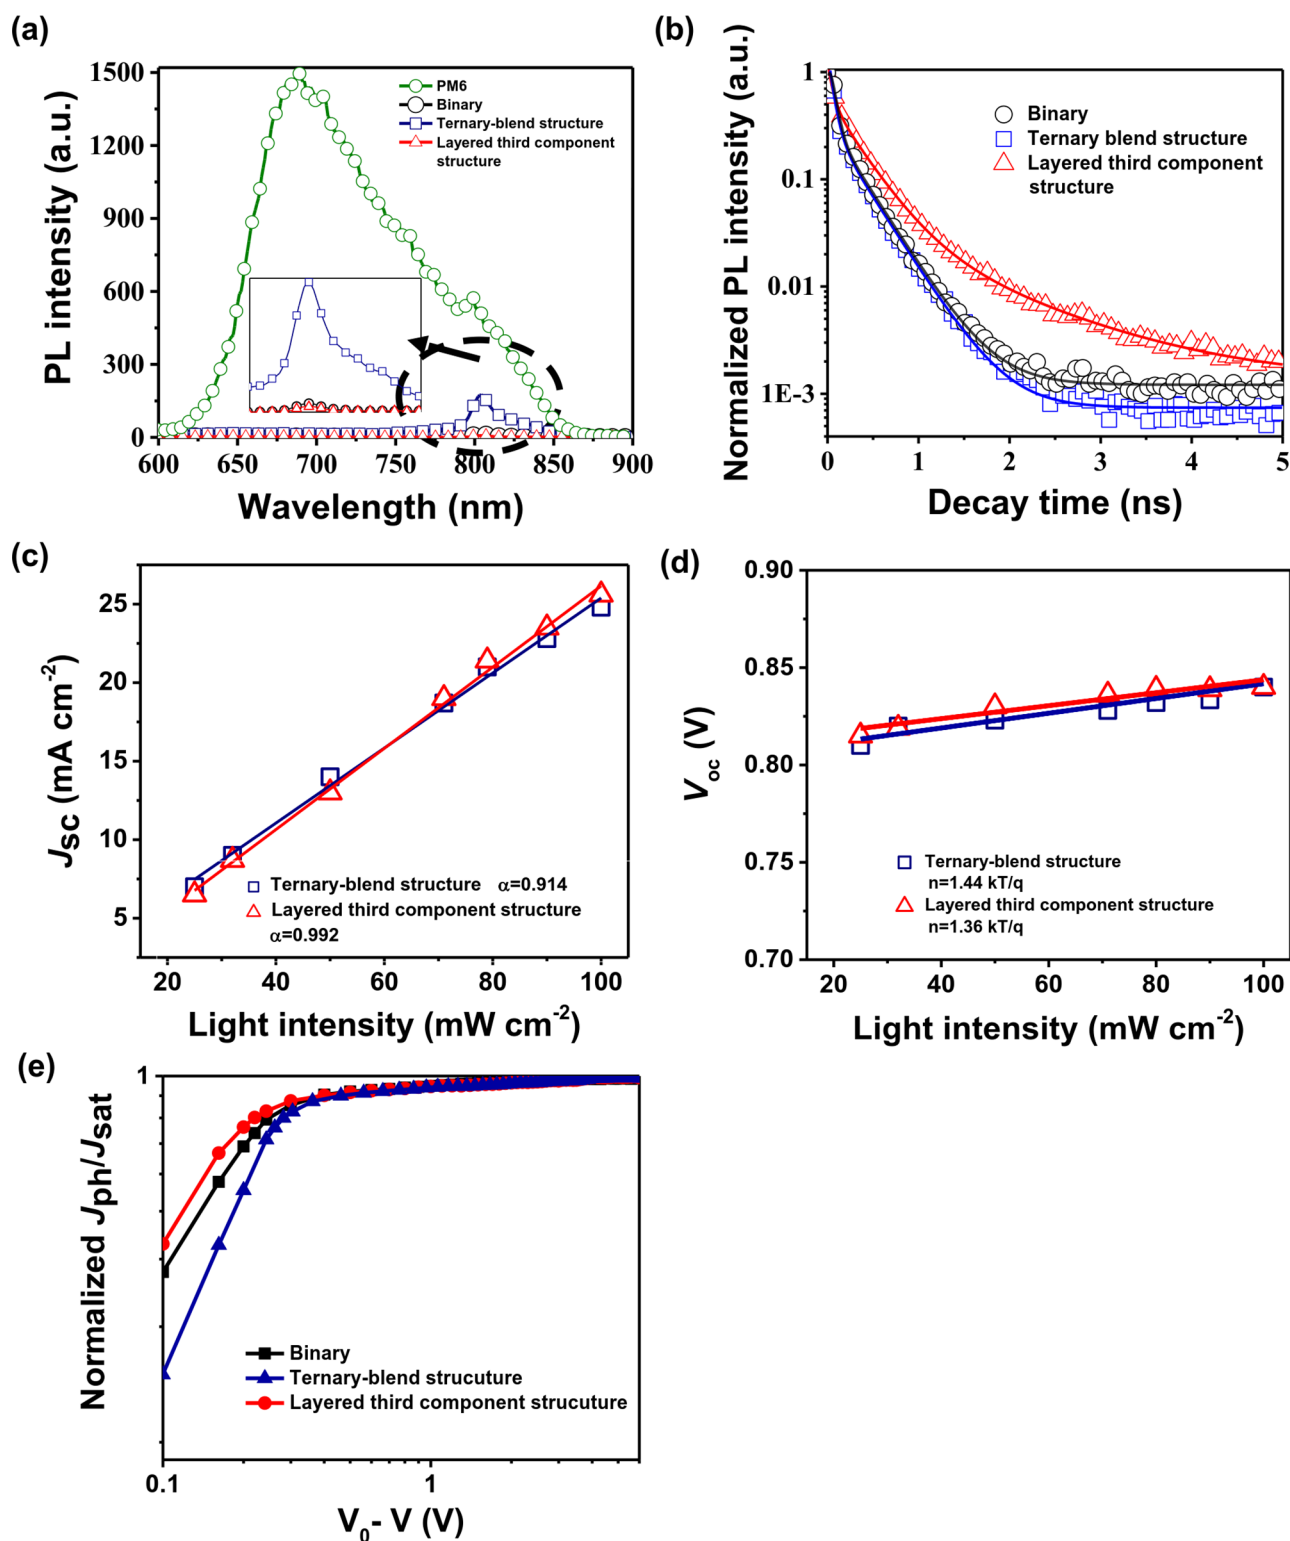 (a)
PL intensity (a.u.)
1500
1200
900
600
300
0
600
650
700
750
800
850
900
Wavelength (nm)
PM6
Binary
Ternary-blend structure
Layered third component
structure
(b)
Normalized PL intensity (a.u.)
1
0.1
0.01
1E-3
0
1
2
3
4
5
Decay time (ns)
Binary
Ternary blend structure
Layered third component
structure
(c)
Jsc (mA cm-2)
25
20
15
10
5
20
40
60
80
100
Light intensity (mW cm-2)
Ternary-blend structure α=0.914
Layered third component structure
α=0.992
(d)
Voc (V)
0.90
0.85
0.80
0.75
0.70
20
40
60
80
100
Light intensity (mW cm-2)
Ternary-blend structure
n=1.44 kT/q
Layered third component structure
n=1.36 kT/q
(e)
Normalized Jph/Jsat
1
0.1
1
V0- V (V)
Binary
Ternary-blend strucuture
Layered third component strucuture